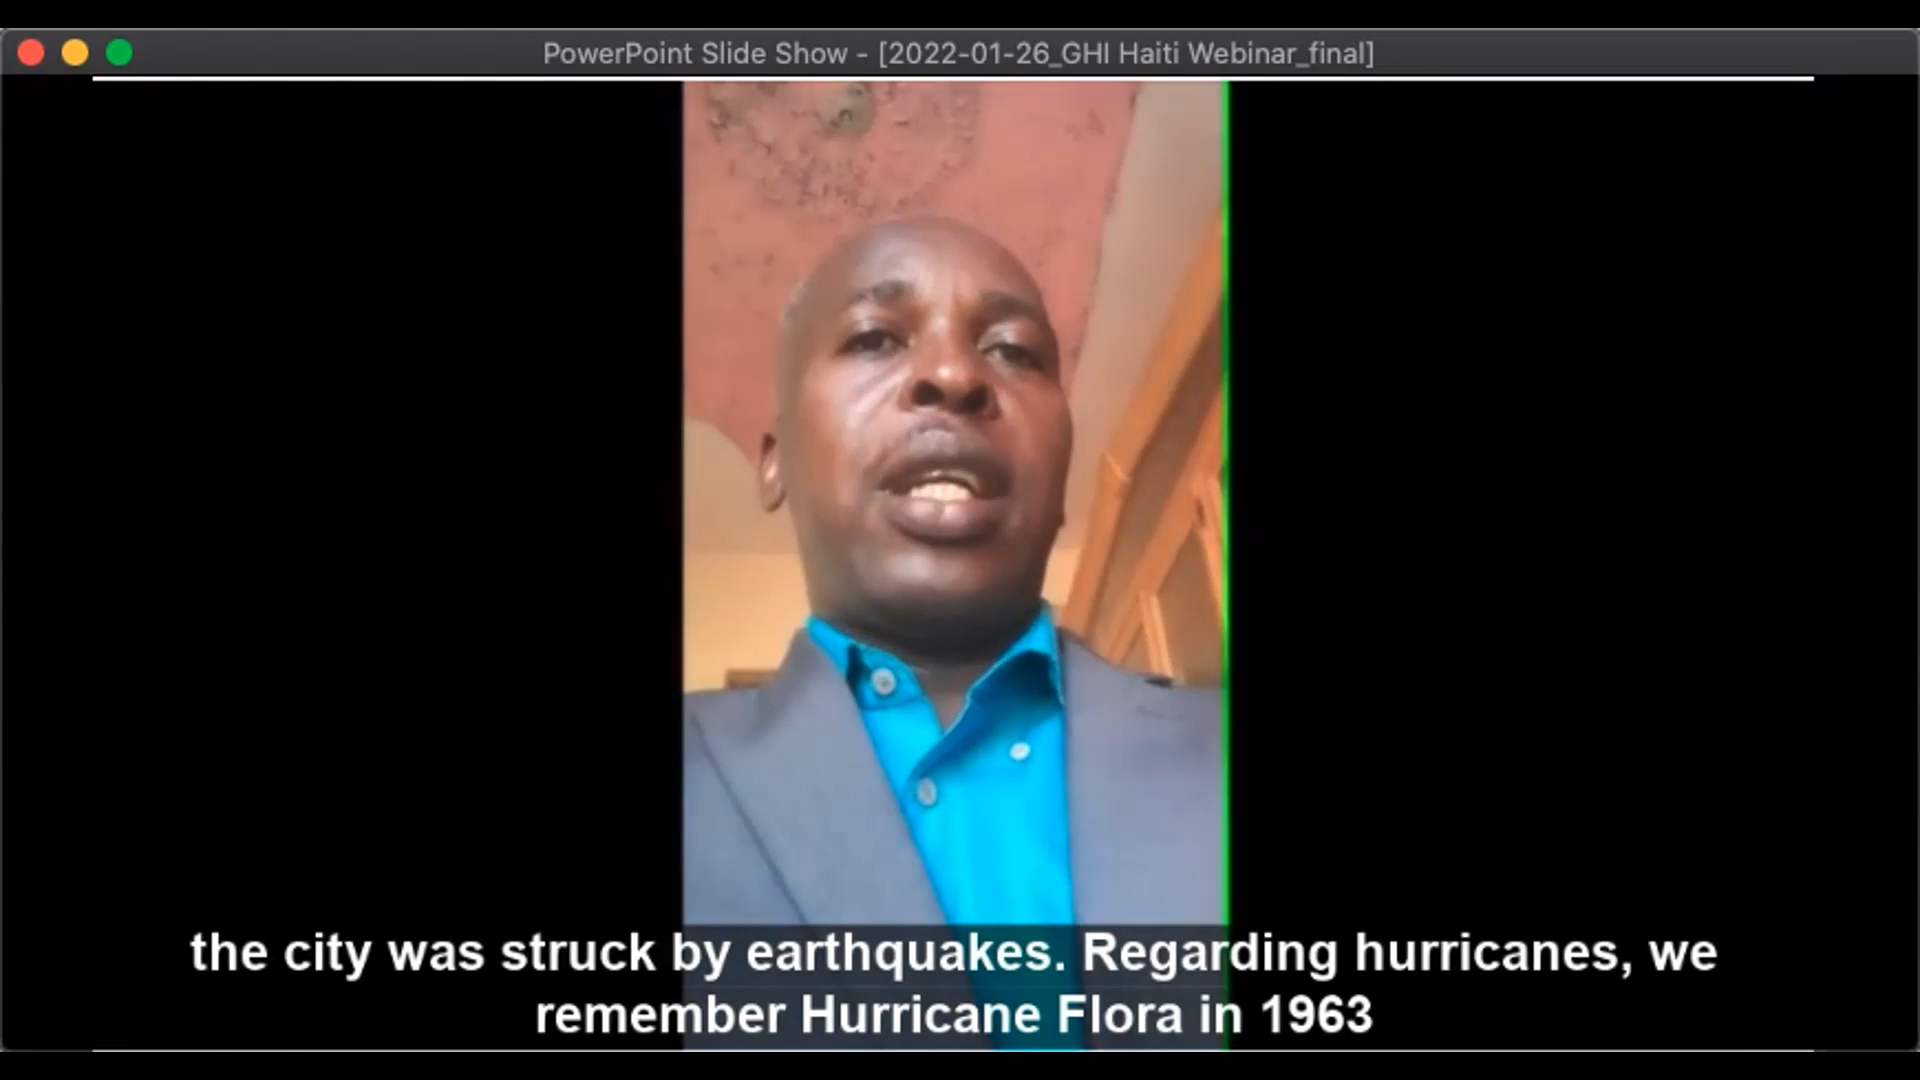 PowerPoint Slide Show - [2022-01-26_GHI Haiti Webinar_final]
the city was struck by earthquakes. Regarding hurricanes, we
remember Hurricane Flora in 1963